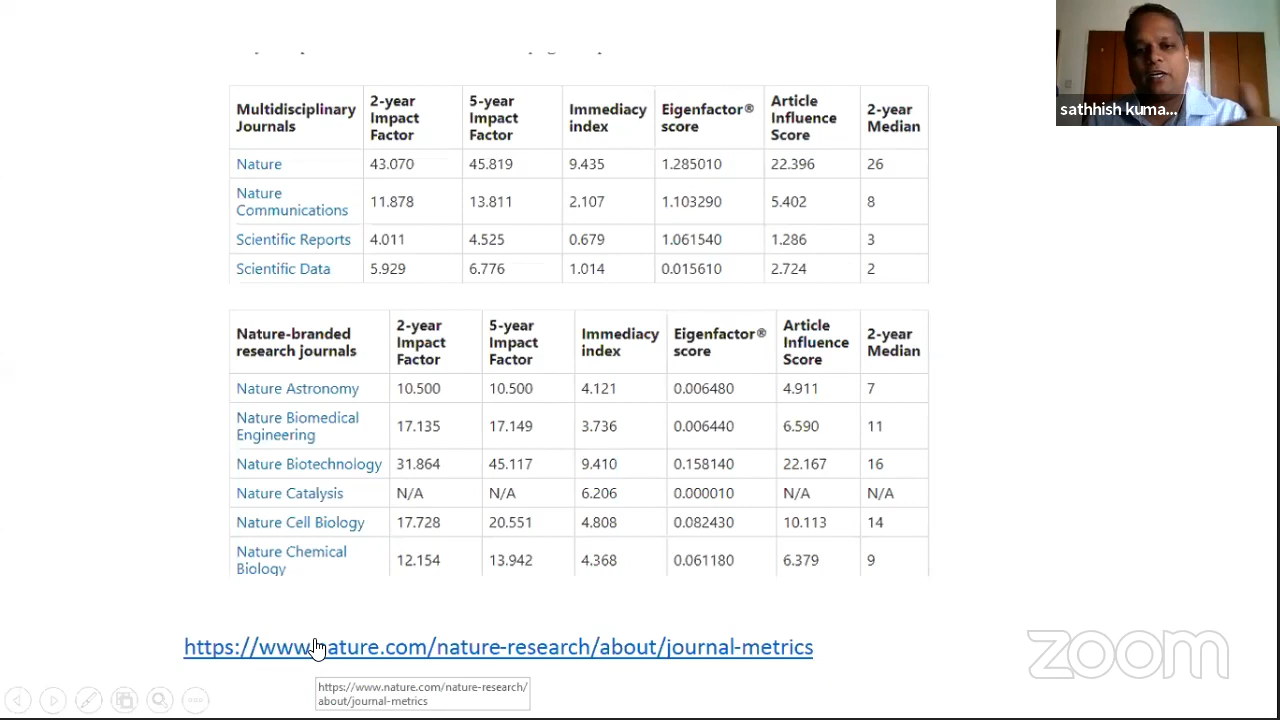 sathhish kuma...
Multidisciplinary Journals | 2-year Impact Factor | 5-year Impact Factor | Immediacy index | Eigenfactor® score | Article Influence Score | 2-year Median
Nature | 43.070 | 45.819 | 9.435 | 1.285010 | 22.396 | 26
Nature Communications | 11.878 | 13.811 | 2.107 | 1.103290 | 5.402 | 8
Scientific Reports | 4.011 | 4.525 | 0.679 | 1.061540 | 1.286 | 3
Scientific Data | 5.929 | 6.776 | 1.014 | 0.015610 | 2.724 | 2
Nature-branded research journals | 2-year Impact Factor | 5-year Impact Factor | Immediacy index | Eigenfactor® score | Article Influence Score | 2-year Median
Nature Astronomy | 10.500 | 10.500 | 4.121 | 0.006480 | 4.911 | 7
Nature Biomedical Engineering | 17.135 | 17.149 | 3.736 | 0.006440 | 6.590 | 11
Nature Biotechnology | 31.864 | 45.117 | 9.410 | 0.158140 | 22.167 | 16
Nature Catalysis | N/A | N/A | 6.206 | 0.000010 | N/A | N/A
Nature Cell Biology | 17.728 | 20.551 | 4.808 | 0.082430 | 10.113 | 14
Nature Chemical Biology | 12.154 | 13.942 | 4.368 | 0.061180 | 6.379 | 9
https://www.nature.com/nature-research/about/journal-metrics
zoom
https://www.nature.com/nature-research/
about/journal-metrics